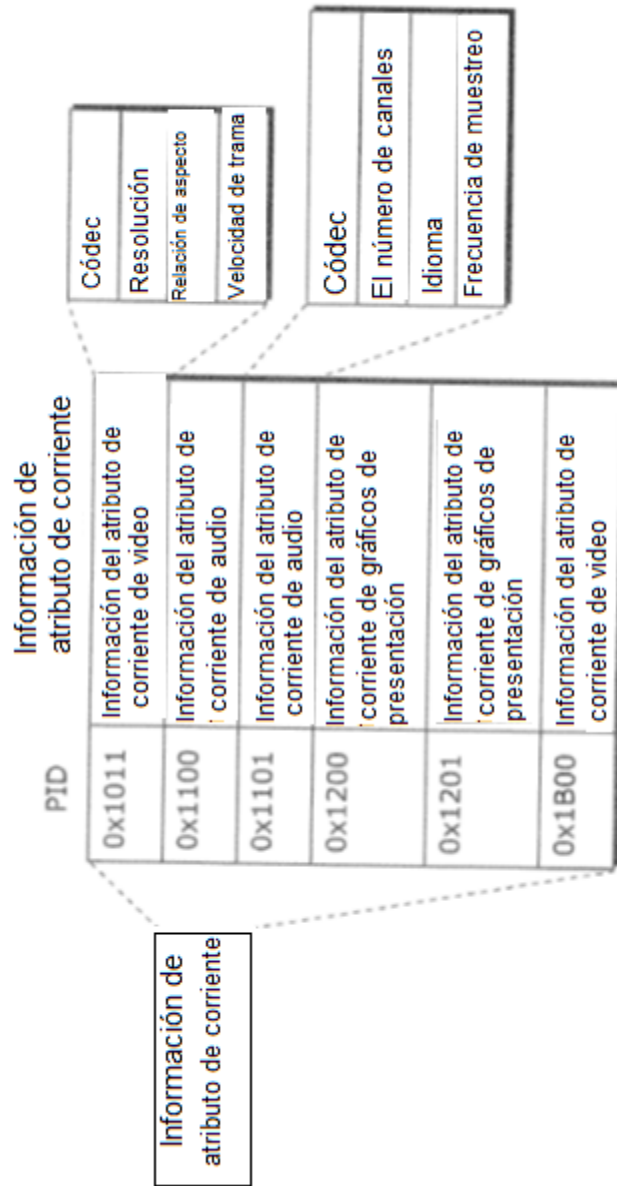 Información de
atributo de corriente
PID
Información de
atributo de corriente
0x1011
Información del atributo de
corriente de video
0x1100
Información del atributo de
corriente de audio
0x1101
Información del atributo de
corriente de audio
0x1200
Información del atributo de
corriente de gráficos de
presentación
0x1201
Información del atributo de
corriente de gráficos de
presentación
0x1B00
Información del atributo de
corriente de video
Códec
Resolución
Relación de aspecto
Velocidad de trama
Códec
El número de canales
Idioma
Frecuencia de muestreo